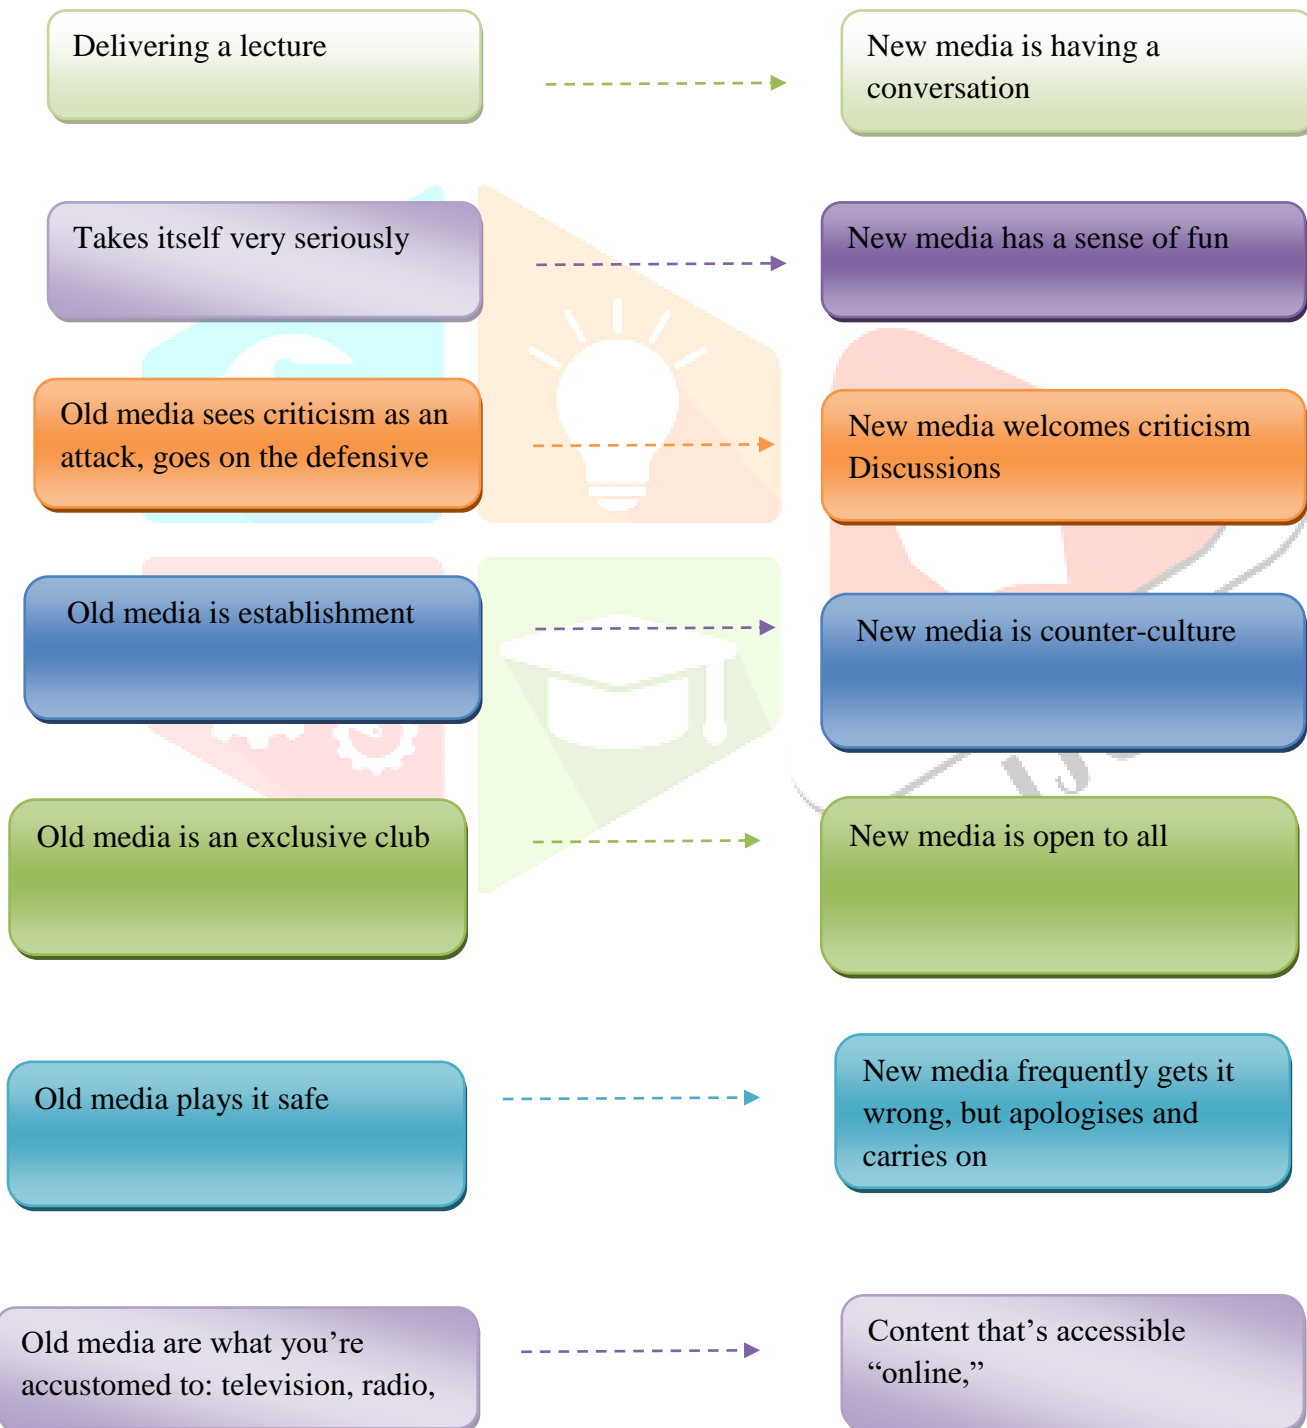 Delivering a lecture
New media is having a
conversation
Takes itself very seriously
New media has a sense of fun
Old media sees criticism as an
attack, goes on the defensive
New media welcomes criticism
Discussions
Old media is establishment
New media is counter-culture
Old media is an exclusive club
New media is open to all
Old media plays it safe
New media frequently gets it
wrong, but apologises and
carries on
Old media are what you’re
accustomed to: television, radio,
Content that’s accessible
“online,”